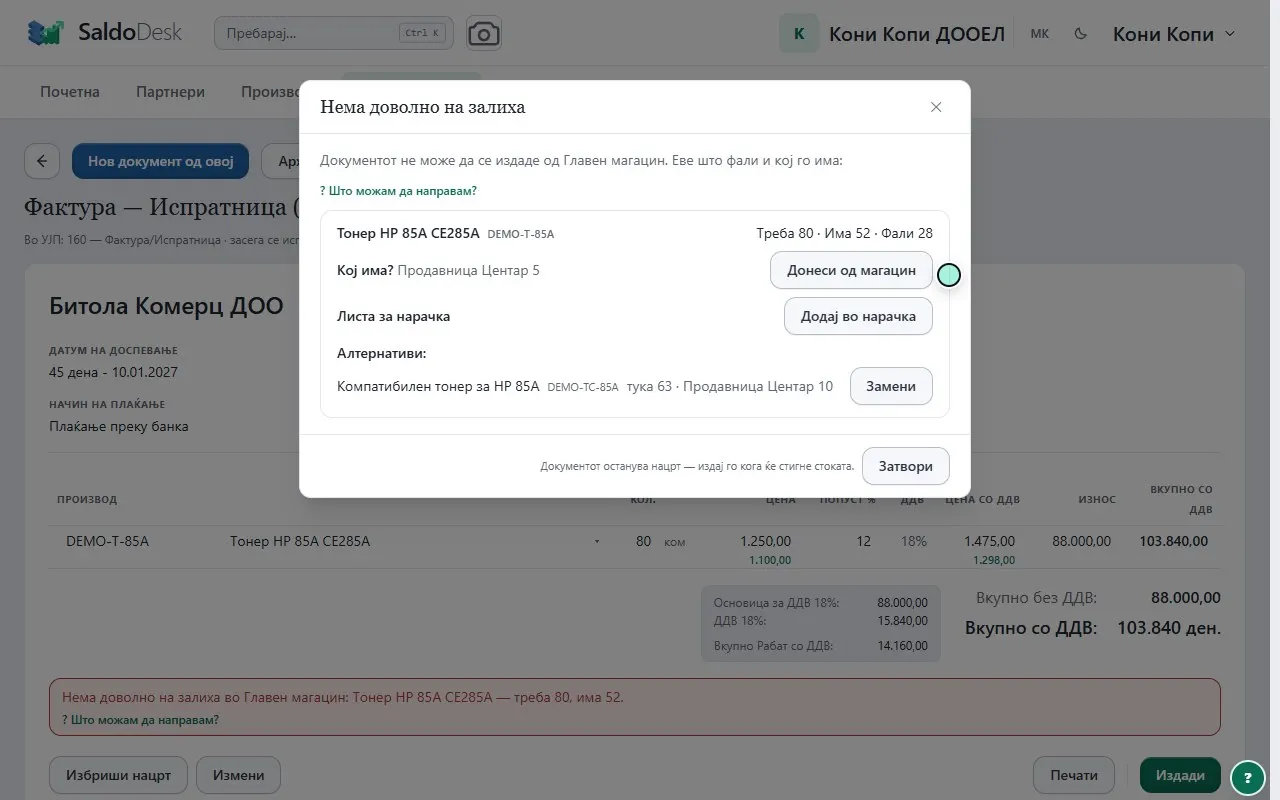 SaldoDesk
Пребарај...
Ctrl K
К
Кони Копи ДООЕЛ
МК
Кони Копи
Почетна
Партнери
Произво
Нов документ од овој
Фактура — Испратница (
Во УЈП: 160 — Фактура/Испратница · засега се исп
Нема доволно на залиха
Документот не може да се издаде од Главен магацин. Еве што фали и кој го има:
? Што можам да направам?
Тонер HP 85A CE285A DEMO-T-85A
Треба 80 · Има 52 · Фали 28
Кој има? Продавница Центар 5
Донеси од магацин
Листа за нарачка
Додај во нарачка
Алтернативи:
Компатибилен тонер за HP 85A DEMO-TC-85A тука 63 · Продавница Центар 10
Замени
Документот останува нацрт — издај го кога ќе стигне стоката.
Затвори
Битола Комерц ДОО
ДАТУМ НА ДОСПЕВАЊЕ
45 дена - 10.01.2027
НАЧИН НА ПЛАЌАЊЕ
Плаќање преку банка
ПРОИЗВОД
КОЛ.
ЦЕНА
ПОПУСТ %
ДДВ
ЦЕНА СО ДДВ
ИЗНОС
ВКУПНО СО
ДДВ
DEMO-T-85A
Тонер HP 85A CE285A
80 ком
1.250,00
1.100,00
12
18%
1.475,00
1.298,00
88.000,00
103.840,00
Основица за ДДВ 18%: 88.000,00
ДДВ 18%: 15.840,00
Вкупно Рабат со ДДВ: 14.160,00
Вкупно без ДДВ: 88.000,00
Вкупно со ДДВ: 103.840 ден.
Нема доволно на залиха во Главен магацин: Тонер HP 85A CE285A — треба 80, има 52.
? Што можам да направам?
Избриши нацрт
Измени
Печати
Издади
?